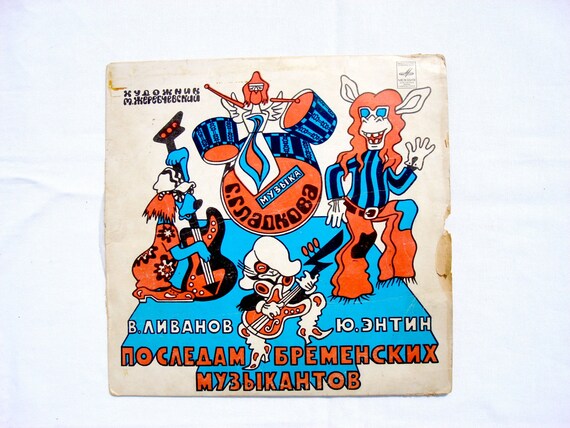 ХУДОЖНИК
М.ЖЕРЕБЧЕВСКИЙ
МУЗЫКА
Г.ГЛАДКОВА
В.ЛИВАНОВ Ю.ЭНТИН
ПО СЛЕДАМ БРЕМЕНСКИХ
МУЗЫКАНТОВ